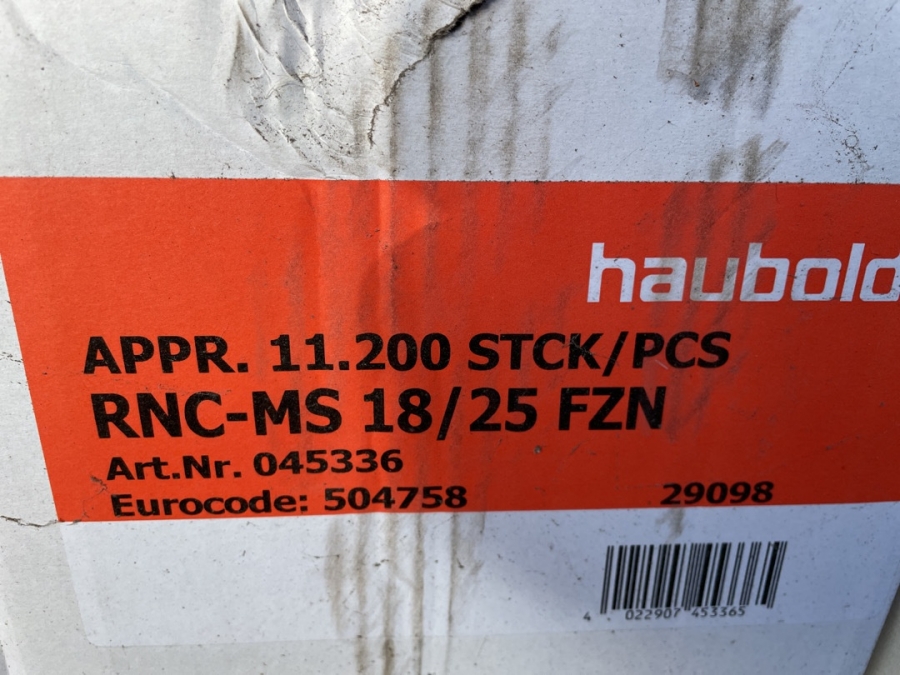 haubold
APPR. 11.200 STCK/PCS
RNC-MS 18/25 FZN
Art.Nr. 045336
Eurocode: 504758 29098
4 022907 453365